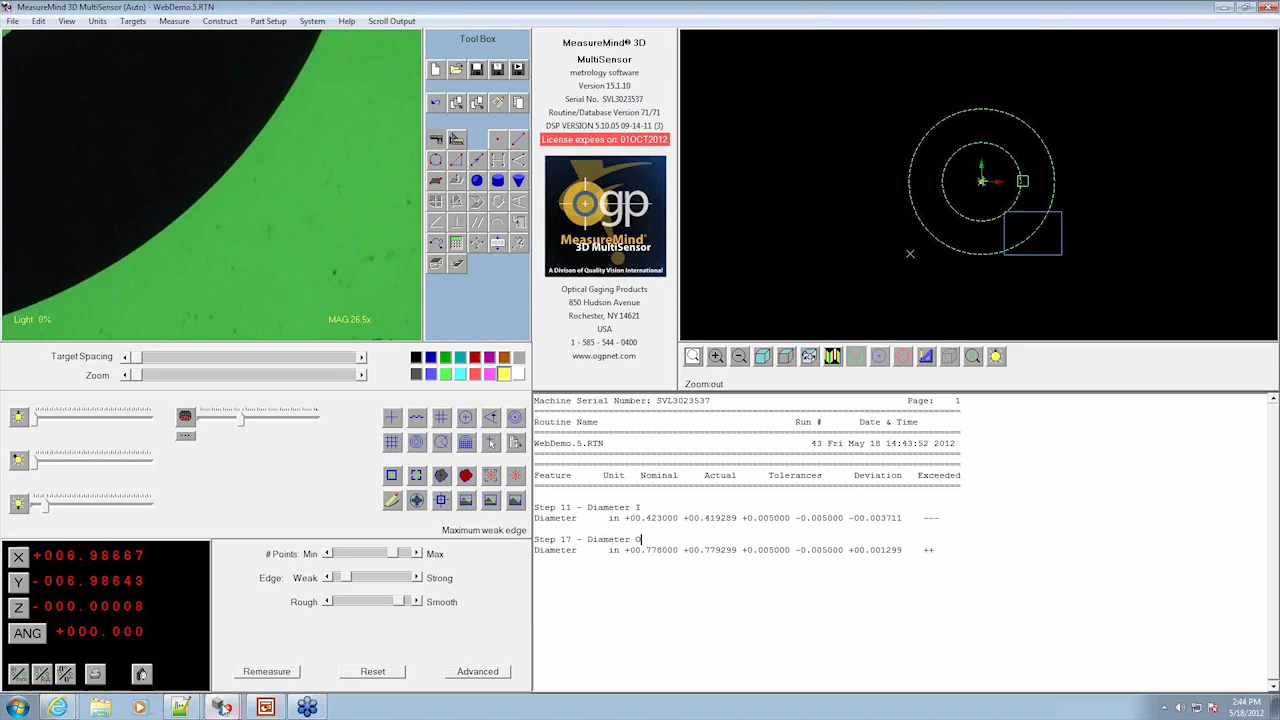 MeasureMind 3D MultiSensor (Auto) - WebDemo.5.RTN
File Edit View Units Targets Measure Construct Part Setup System Help Scroll Output
Light 0% MAG 26.5x
Tool Box
MeasureMind® 3D
MultiSensor
metrology software
Version 15.1.10
Serial No. SVL3023537
Routine/Database Version 71/71
DSP VERSION 5.10.05 09-14-11 (3)
License expires on: 01OCT2012
ogp
MeasureMind
3D MultiSensor
A Divison of Quality Vision International
Optical Gaging Products
850 Hudson Avenue
Rochester, NY 14621
USA
1 - 585 - 544 - 0400
www.ogpnet.com
Zoom:out
Target Spacing
Zoom
Maximum weak edge
X +006.98667
Y -006.98643
Z -000.00008
ANG +000.000
# Points: Min Max
Edge: Weak Strong
Rough Smooth
Remeasure Reset Advanced
Machine Serial Number: SVL3023537 Page: 1
Routine Name Run # Date & Time
WebDemo.5.RTN 43 Fri May 18 14:43:52 2012
Feature Unit Nominal Actual Tolerances Deviation Exceeded
Step 11 - Diameter I
Diameter in +00.423000 +00.419289 +0.005000 -0.005000 -00.003711 ---
Step 17 - Diameter O
Diameter in +00.778000 +00.779299 +0.005000 -0.005000 +00.001299 ++
2:44 PM
5/18/2012